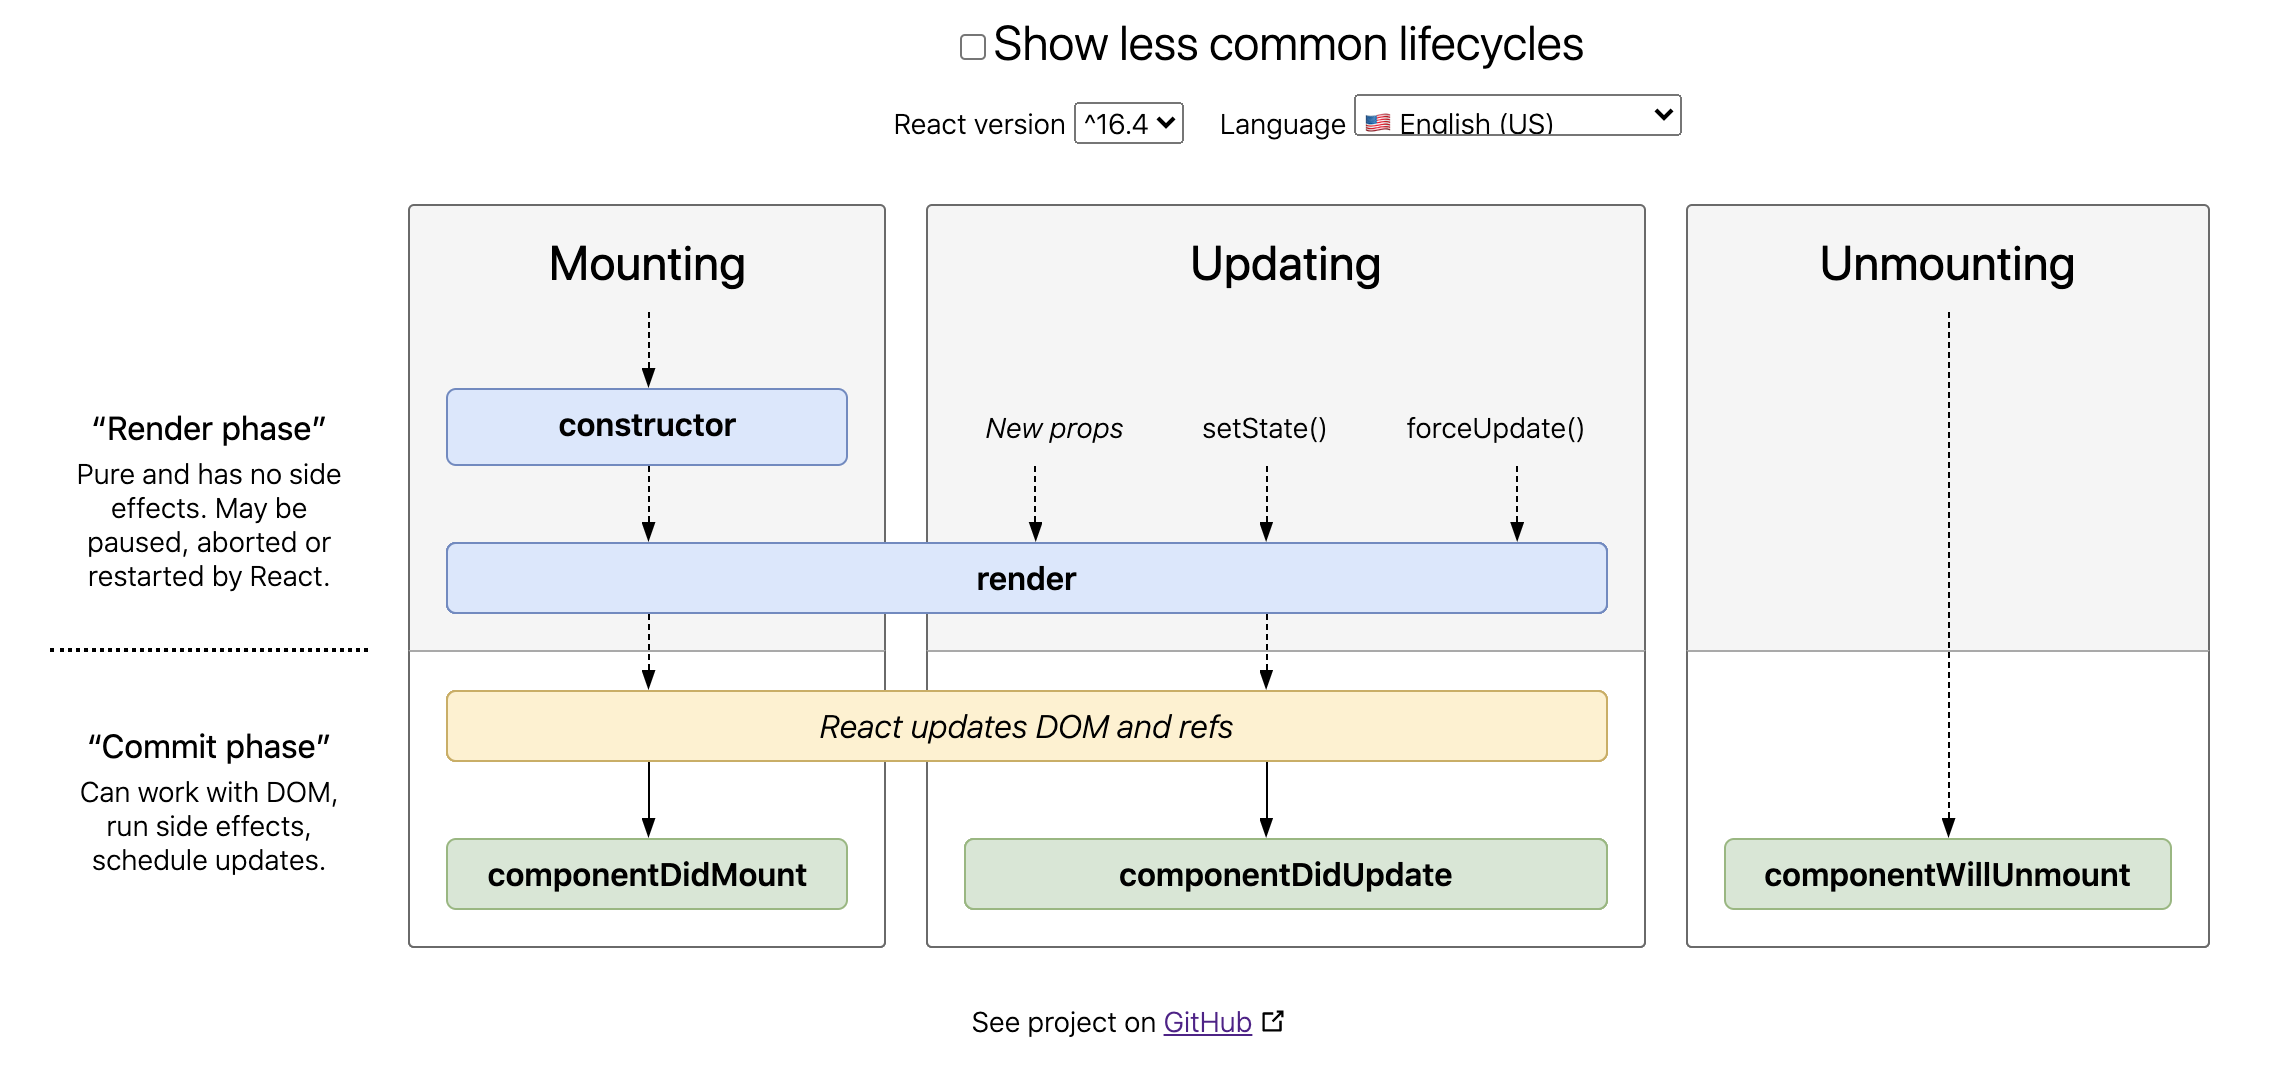 Show less common lifecycles
React version ^16.4 Language 🇺🇸 English (US)
Mounting
Updating
Unmounting
“Render phase”
Pure and has no side
effects. May be
paused, aborted or
restarted by React.
constructor
New props
setState()
forceUpdate()
render
“Commit phase”
Can work with DOM,
run side effects,
schedule updates.
React updates DOM and refs
componentDidMount
componentDidUpdate
componentWillUnmount
See project on GitHub